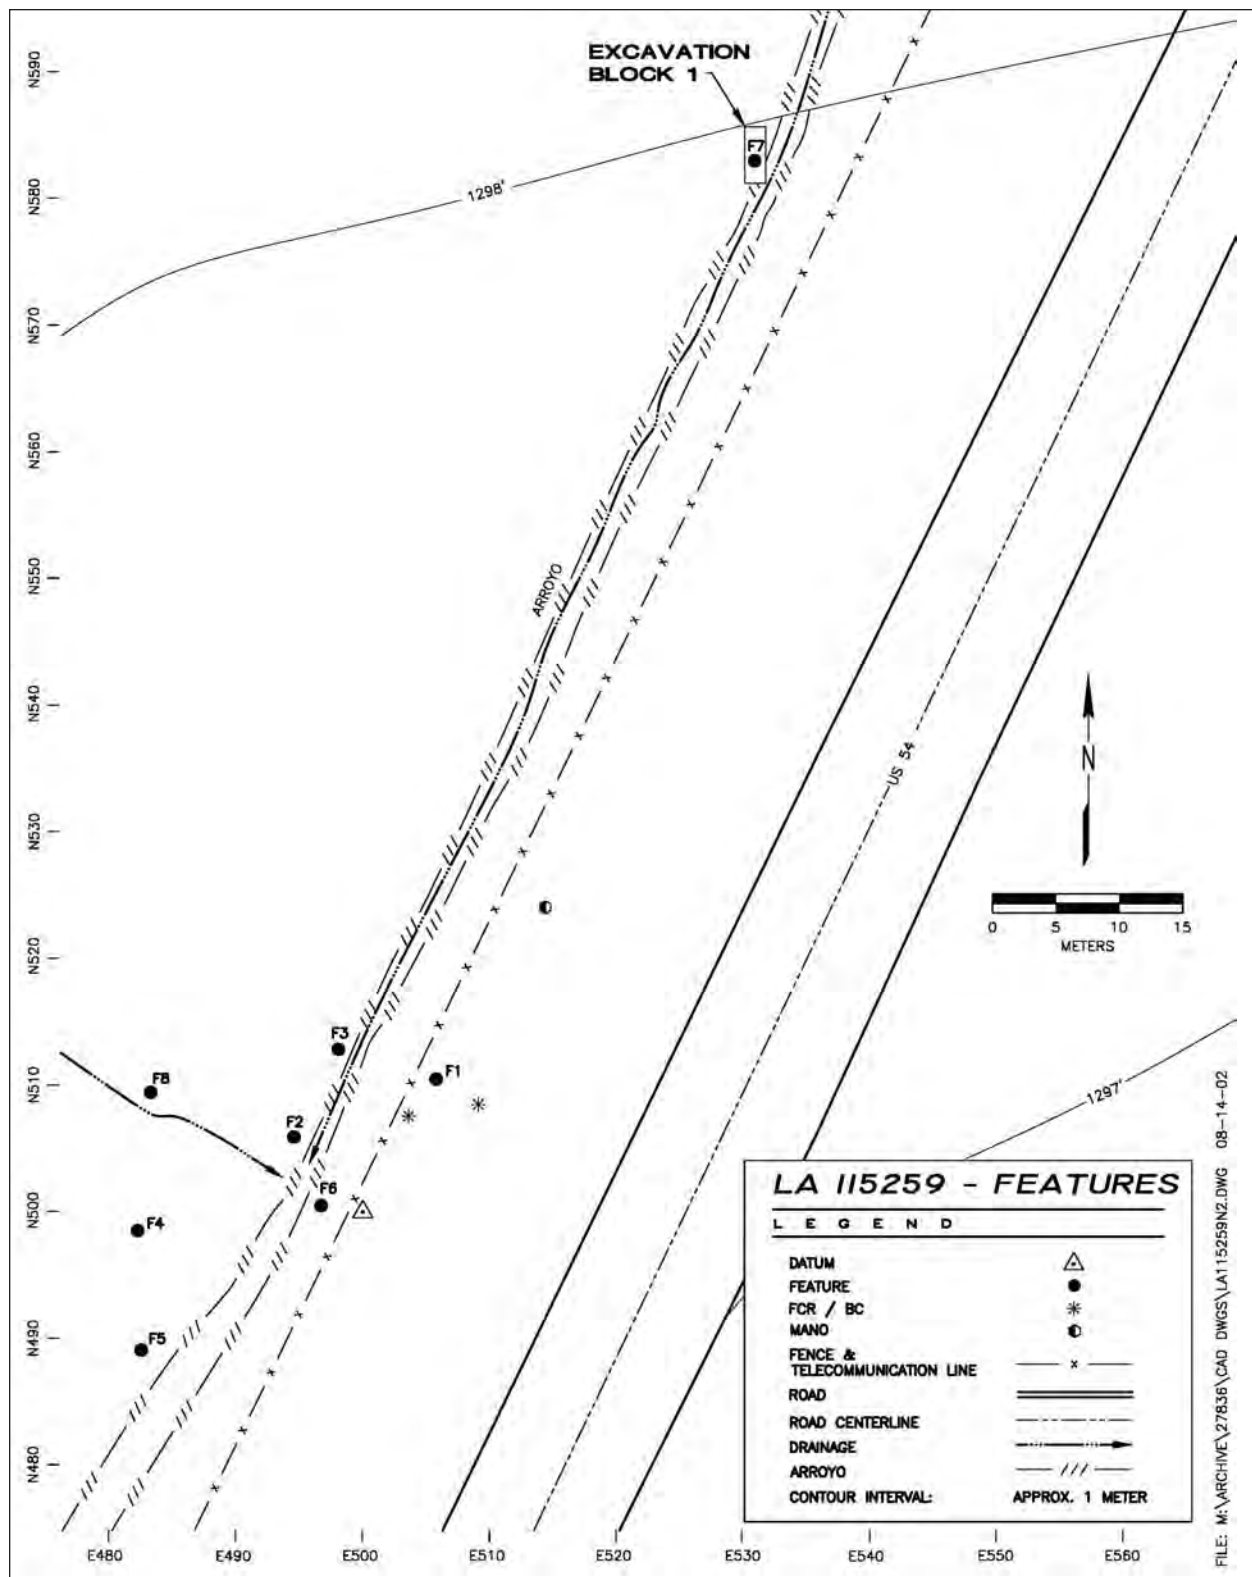 EXCAVATION
BLOCK 1
F7
1298'
N590
N580
N570
N560
N550
N540
N530
N520
N510
N500
N490
N480
ARROYO
US 54
N
0 5 10 15
METERS
F3
F1
F8
F2
F6
F4
F5
1297'
LA 115259 - FEATURES
LEGEND
DATUM
FEATURE
FCR / BC
MANO
FENCE &
TELECOMMUNICATION LINE
ROAD
ROAD CENTERLINE
DRAINAGE
ARROYO
CONTOUR INTERVAL: APPROX. 1 METER
E480 E490 E500 E510 E520 E530 E540 E550 E560
FILE: M:\ARCHIVE\27836\CAD DWGS\LA115259N2.DWG 08-14-02